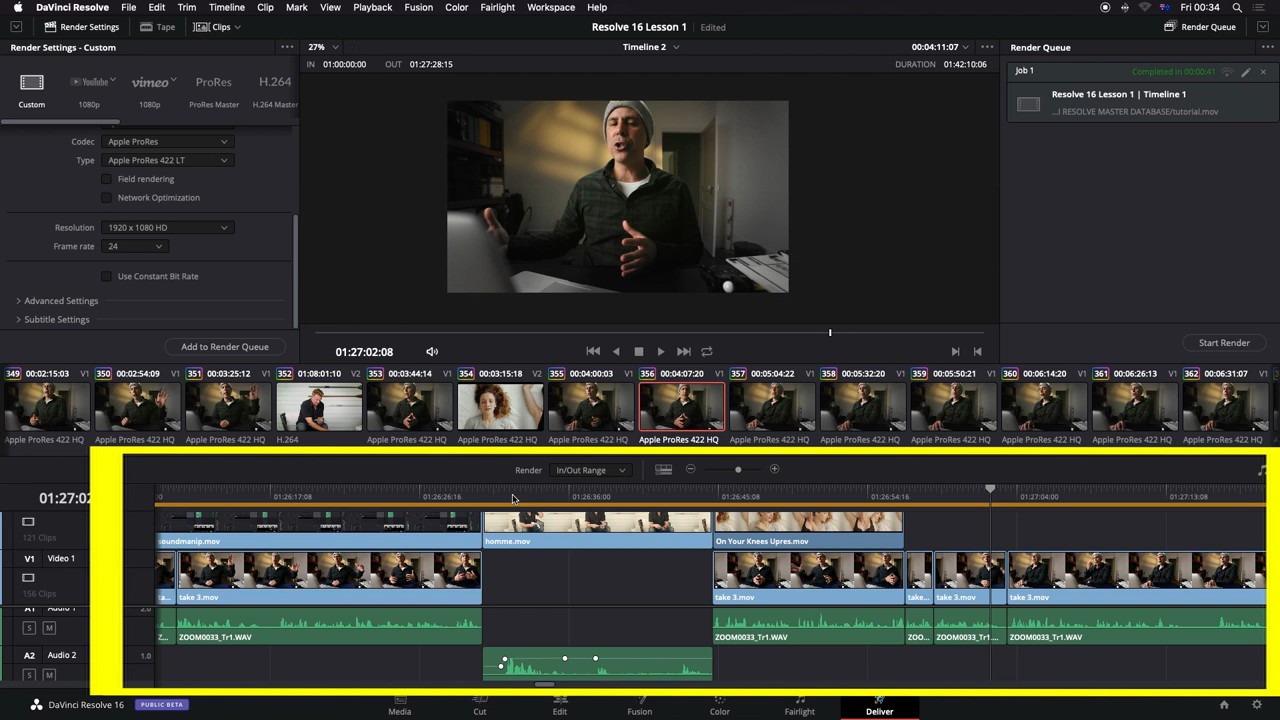 DaVinci Resolve File Edit Trim Timeline Clip Mark View Playback Fusion Color Fairlight Workspace Help Fri 00:34
Render Settings Tape Clips Resolve 16 Lesson 1 Edited Render Queue
Render Settings - Custom 27% Timeline 2 00:04:11:07 Render Queue
IN 01:00:00:00 OUT 01:27:28:15 DURATION 01:42:10:06
Job 1 Completed in 00:00:41
YouTube vimeo ProRes H.264
Custom 1080p 1080p ProRes Master H.264 Master
Resolve 16 Lesson 1 | Timeline 1
...l RESOLVE MASTER DATABASE/tutorial.mov
Codec Apple ProRes
Type Apple ProRes 422 LT
Field rendering
Network Optimization
Resolution 1920 x 1080 HD
Frame rate 24
Use Constant Bit Rate
Advanced Settings
Subtitle Settings
Add to Render Queue 01:27:02:08 Start Render
349 00:02:15:03 V1 350 00:02:54:09 V1 351 00:03:25:12 V1 352 01:08:01:10 V2 353 00:03:44:14 V1 354 00:03:15:18 V2 355 00:04:00:03 V1 356 00:04:07:20 V1 357 00:05:04:22 V1 358 00:05:32:20 V1 359 00:05:50:21 V1 360 00:06:14:20 V1 361 00:06:26:13 V1 362 00:06:31:07 V1
Apple ProRes 422 HQ Apple ProRes 422 HQ Apple ProRes 422 HQ H.264 Apple ProRes 422 HQ Apple ProRes 422 HQ Apple ProRes 422 HQ Apple ProRes 422 HQ Apple ProRes 422 HQ Apple ProRes 422 HQ Apple ProRes 422 HQ Apple ProRes 422 HQ Apple ProRes 422 HQ Apple ProRes 422 HQ
Render In/Out Range
01:27:02 01:26:17:08 01:26:26:16 01:26:36:00 01:26:45:08 01:26:54:16 01:27:04:00 01:27:13:08
121 Clips soundmanip.mov homme.mov On Your Knees Upres.mov
V1 Video 1
156 Clips ta... take 3.mov take 3.mov take... take 3.mov take 3.mov
A1 Audio 1 2.0
S M Z... ZOOM0033_Tr1.WAV ZOOM0033_Tr1.WAV ZOO... ZOOM0033_Tr1.... ZOOM0033_Tr1.WAV
A2 Audio 2 1.0
S M
DaVinci Resolve 16 PUBLIC BETA Media Cut Edit Fusion Color Fairlight Deliver